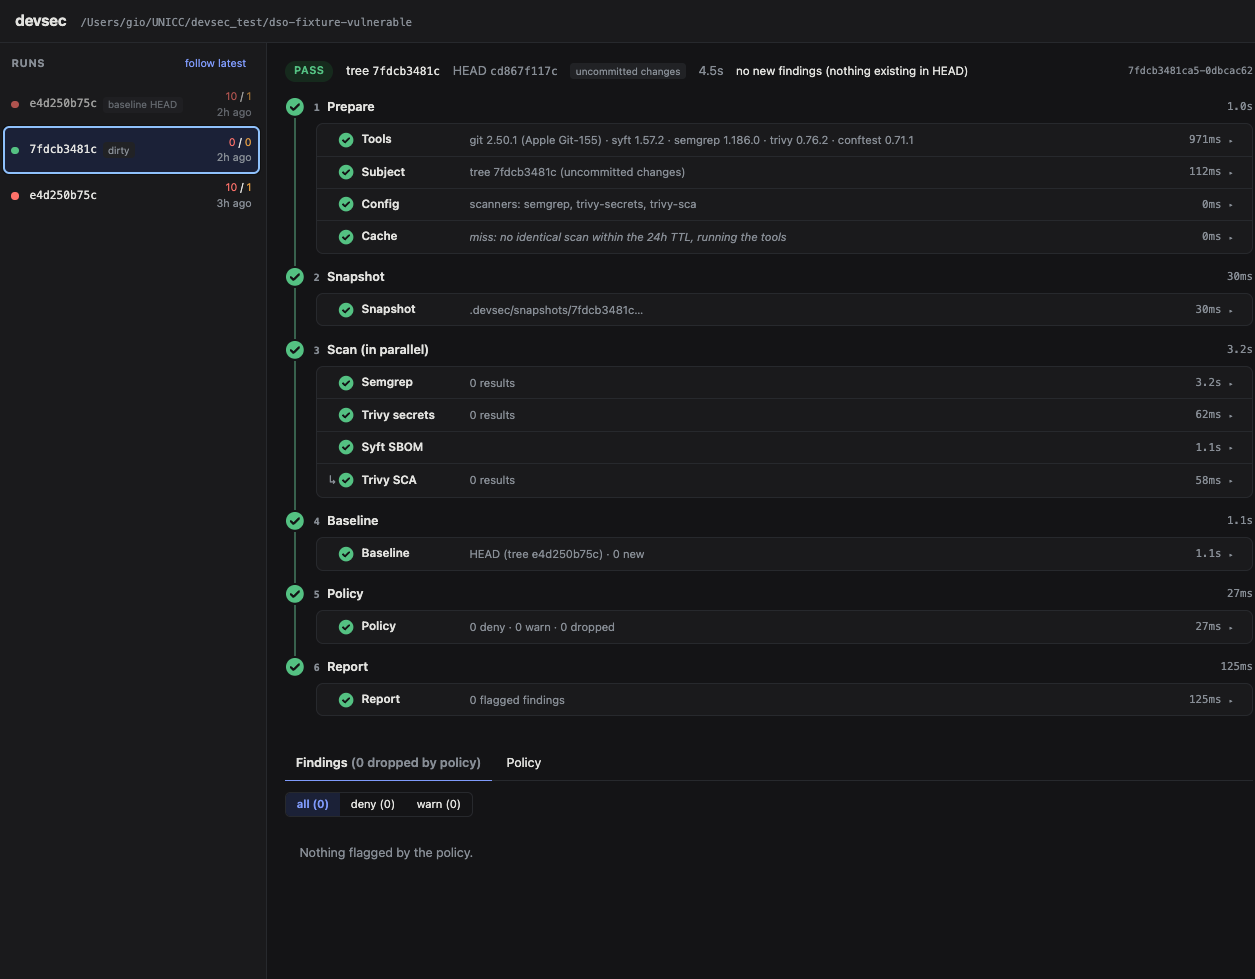 devsec /Users/gio/UNICC/devsec_test/dso-fixture-vulnerable
RUNS follow latest
e4d250b75c baseline HEAD 10 / 1
2h ago
7fdcb3481c dirty 0 / 0
2h ago
e4d250b75c 10 / 1
3h ago
PASS tree 7fdcb3481c HEAD cd867f117c uncommitted changes 4.5s no new findings (nothing existing in HEAD) 7fdcb3481ca5-0dbcac62
1 Prepare 1.0s
Tools git 2.50.1 (Apple Git-155) · syft 1.57.2 · semgrep 1.186.0 · trivy 0.76.2 · conftest 0.71.1 971ms
Subject tree 7fdcb3481c (uncommitted changes) 112ms
Config scanners: semgrep, trivy-secrets, trivy-sca 0ms
Cache miss: no identical scan within the 24h TTL, running the tools 0ms
2 Snapshot 30ms
Snapshot .devsec/snapshots/7fdcb3481c… 30ms
3 Scan (in parallel) 3.2s
Semgrep 0 results 3.2s
Trivy secrets 0 results 62ms
Syft SBOM 1.1s
↳ Trivy SCA 0 results 58ms
4 Baseline 1.1s
Baseline HEAD (tree e4d250b75c) · 0 new 1.1s
5 Policy 27ms
Policy 0 deny · 0 warn · 0 dropped 27ms
6 Report 125ms
Report 0 flagged findings 125ms
Findings (0 dropped by policy) Policy
all (0) deny (0) warn (0)
Nothing flagged by the policy.